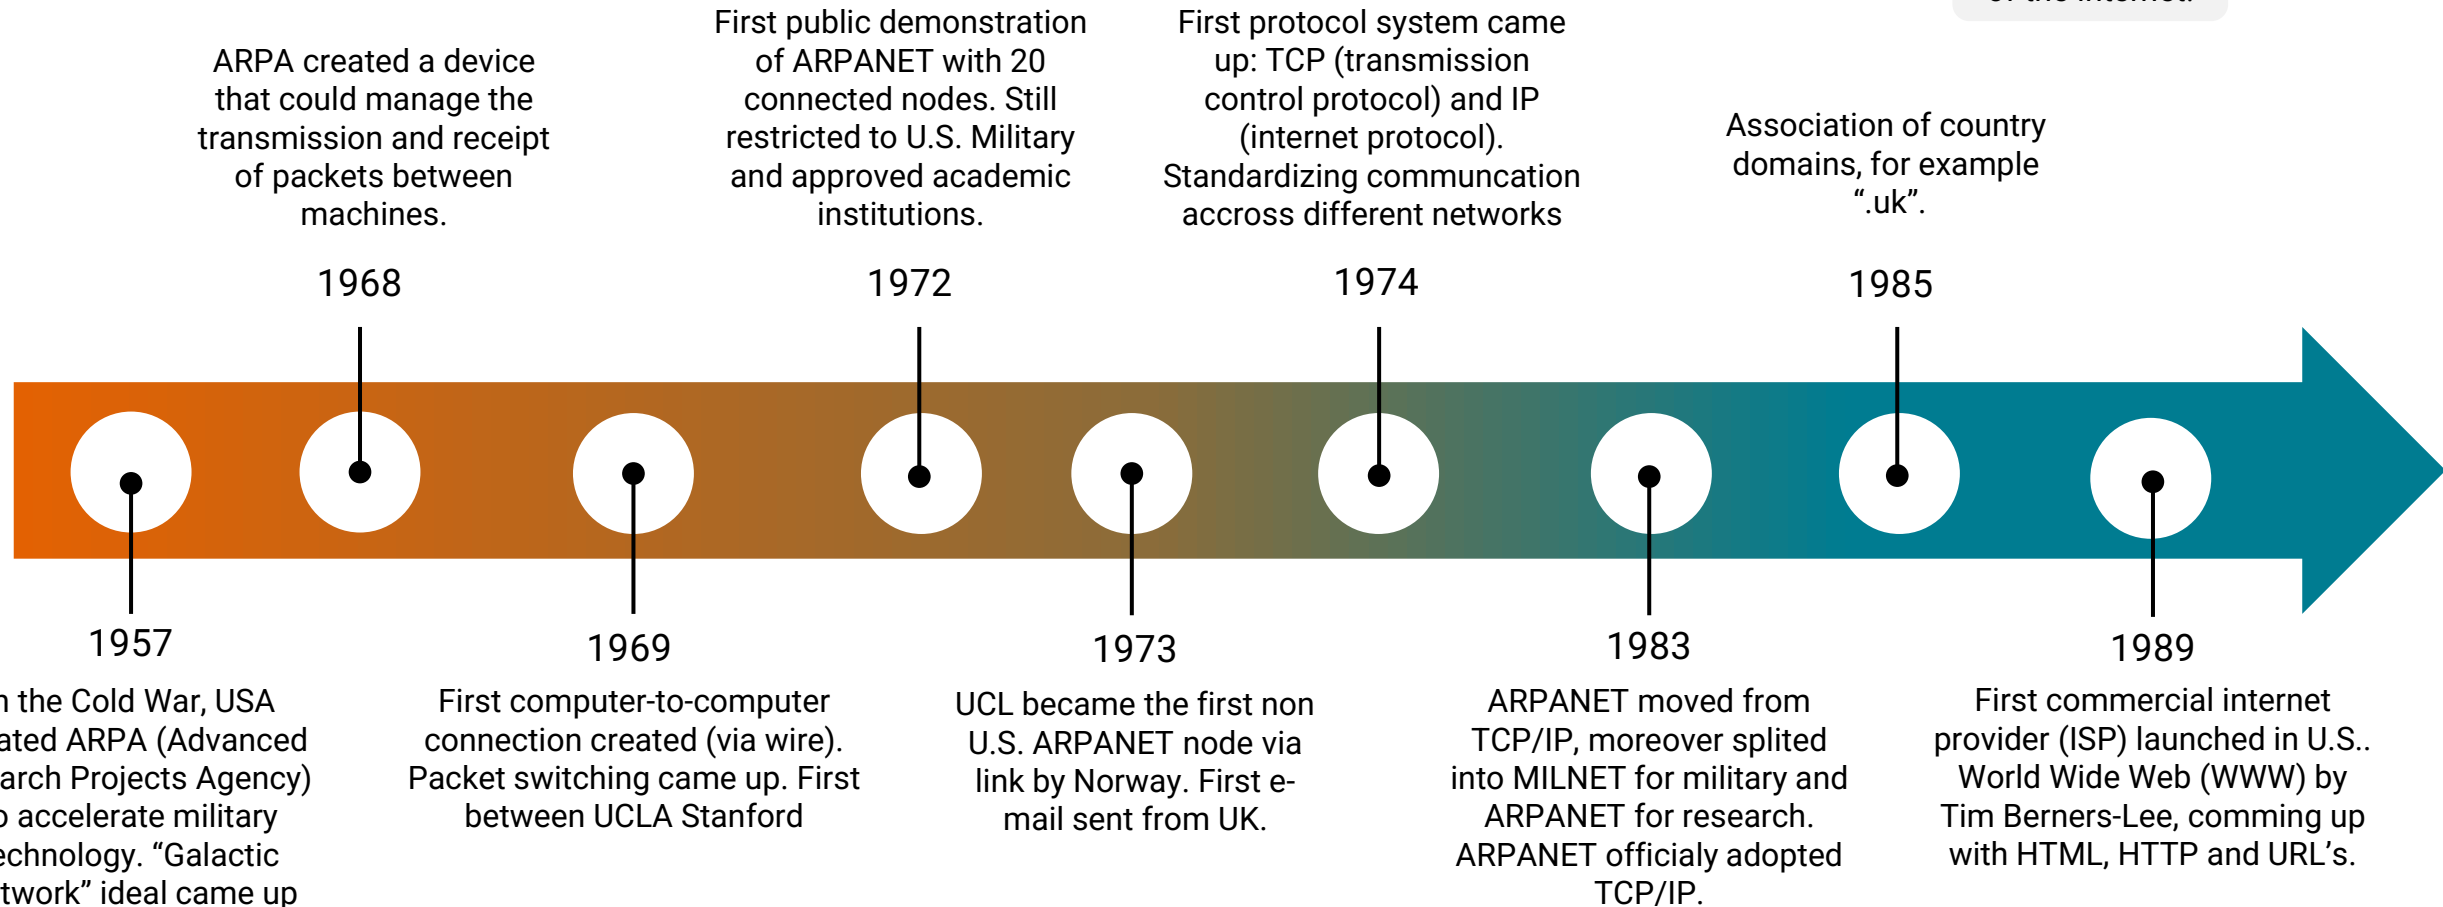 of the internet.
ARPA created a device
that could manage the
transmission and receipt
of packets between
machines.
1968
First public demonstration
of ARPANET with 20
connected nodes. Still
restricted to U.S. Military
and approved academic
institutions.
1972
First protocol system came
up: TCP (transmission
control protocol) and IP
(internet protocol).
Standardizing communcation
accross different networks
1974
Association of country
domains, for example
“.uk”.
1985
1957
the Cold War, USA
ARPA (Advanced
Projects Agency)
accelerate military
“Galactic
ideal came up
1969
First computer-to-computer
connection created (via wire).
Packet switching came up. First
between UCLA Stanford
1973
UCL became the first non
U.S. ARPANET node via
link by Norway. First e-
mail sent from UK.
1983
ARPANET moved from
TCP/IP, moreover splited
into MILNET for military and
ARPANET for research.
ARPANET officialy adopted
TCP/IP.
1989
First commercial internet
provider (ISP) launched in U.S..
World Wide Web (WWW) by
Tim Berners-Lee, comming up
with HTML, HTTP and URL’s.